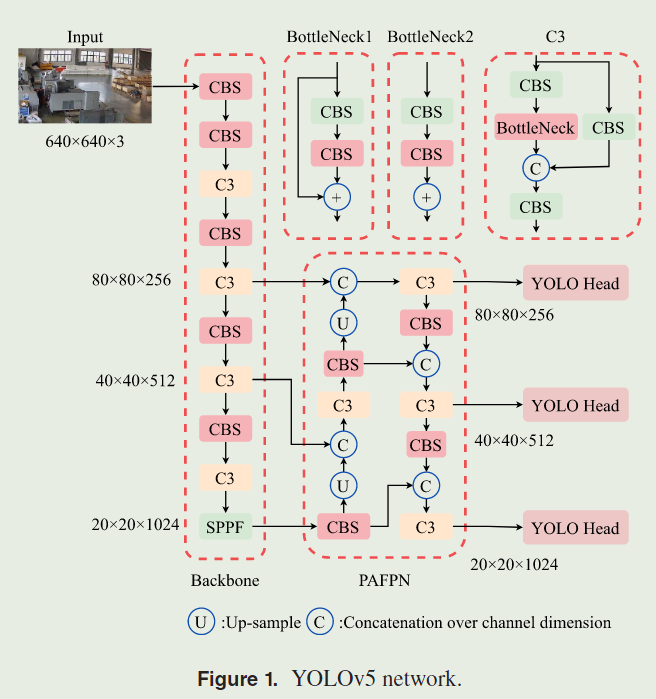 Input
BottleNeck1
BottleNeck2
C3
640×640×3
CBS
CBS
C3
CBS
C3
CBS
C3
CBS
C3
SPPF
80×80×256
40×40×512
20×20×1024
Backbone
CBS
CBS
+
CBS
CBS
+
CBS
BottleNeck
CBS
C
CBS
C
U
CBS
C3
C
U
CBS
C3
CBS
C
C3
CBS
C
C3
PAFPN
YOLO Head
80×80×256
YOLO Head
40×40×512
YOLO Head
20×20×1024
U :Up-sample C :Concatenation over channel dimension
Figure 1. YOLOv5 network.